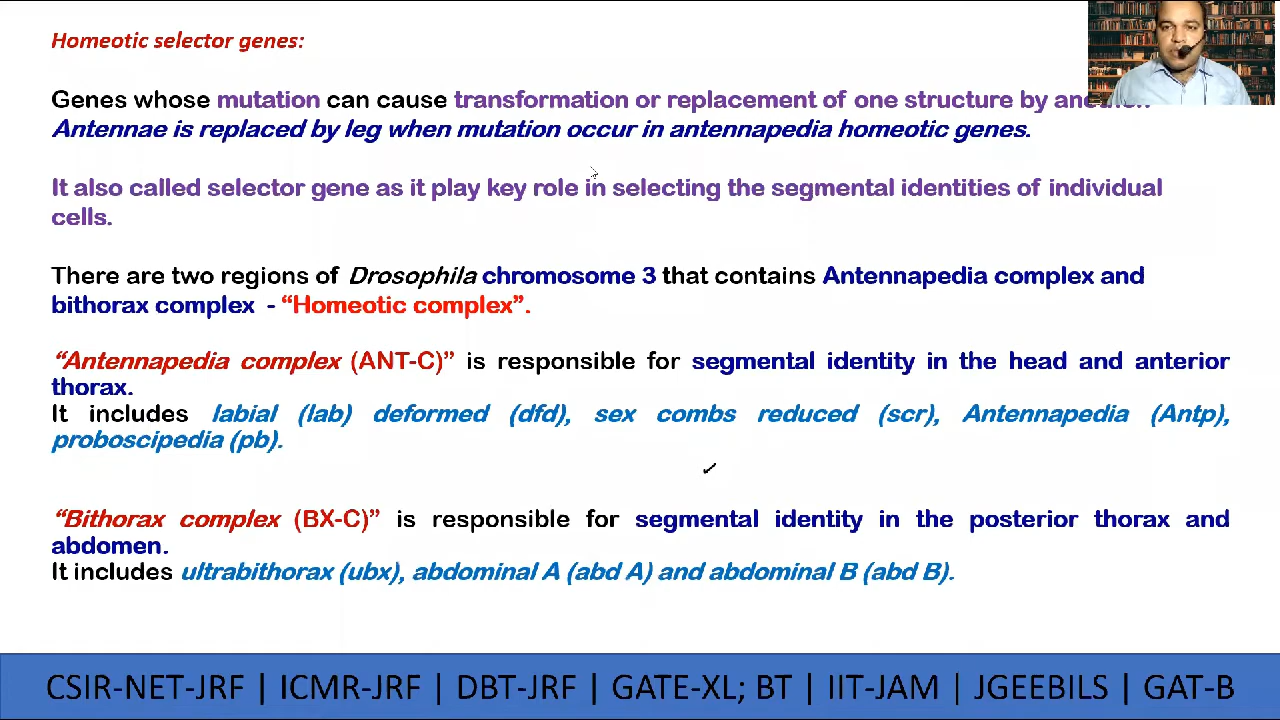 Homeotic selector genes:
Genes whose mutation can cause transformation or replacement of one structure by
Antennae is replaced by leg when mutation occur in antennapedia homeotic genes.
It also called selector gene as it play key role in selecting the segmental identities of individual
cells.
There are two regions of Drosophila chromosome 3 that contains Antennapedia complex and
bithorax complex - “Homeotic complex”.
“Antennapedia complex (ANT-C)” is responsible for segmental identity in the head and anterior
thorax.
It includes labial (lab) deformed (dfd), sex combs reduced (scr), Antennapedia (Antp),
proboscipedia (pb).
“Bithorax complex (BX-C)” is responsible for segmental identity in the posterior thorax and
abdomen.
It includes ultrabithorax (ubx), abdominal A (abd A) and abdominal B (abd B).
CSIR-NET-JRF | ICMR-JRF | DBT-JRF | GATE-XL; BT | IIT-JAM | JGEEBILS | GAT-B